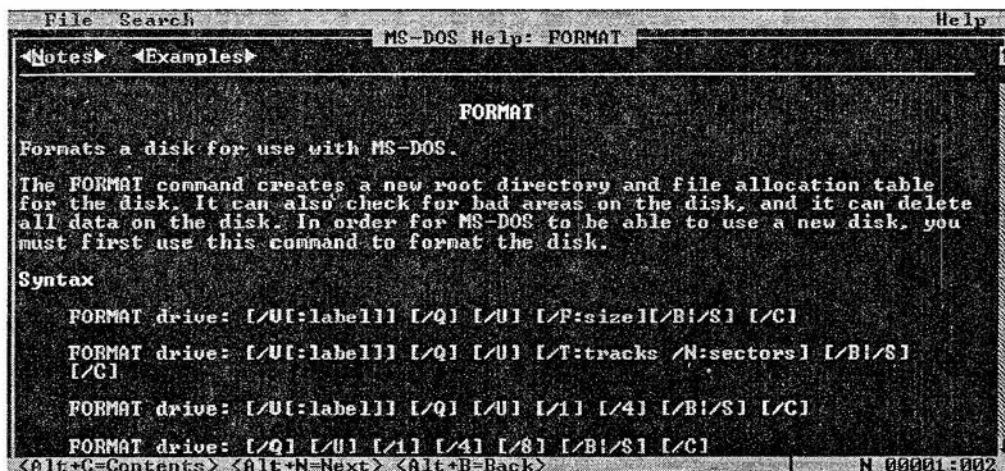 File Search Help
MS-DOS Help: FORMAT
◄Notes► ◄Examples►
FORMAT
Formats a disk for use with MS-DOS.
The FORMAT command creates a new root directory and file allocation table
for the disk. It can also check for bad areas on the disk, and it can delete
all data on the disk. In order for MS-DOS to be able to use a new disk, you
must first use this command to format the disk.
Syntax
FORMAT drive: [/V[:label]] [/Q] [/U] [/F:size][/B¦/S] [/C]
FORMAT drive: [/V[:label]] [/Q] [/U] [/T:tracks /N:sectors] [/B¦/S]
[/C]
FORMAT drive: [/V[:label]] [/Q] [/U] [/1] [/4] [/B¦/S] [/C]
FORMAT drive: [/Q] [/U] [/1] [/4] [/8] [/B¦/S] [/C]
<Alt+C=Contents> <Alt+N=Next> <Alt+B=Back> N 00001:002